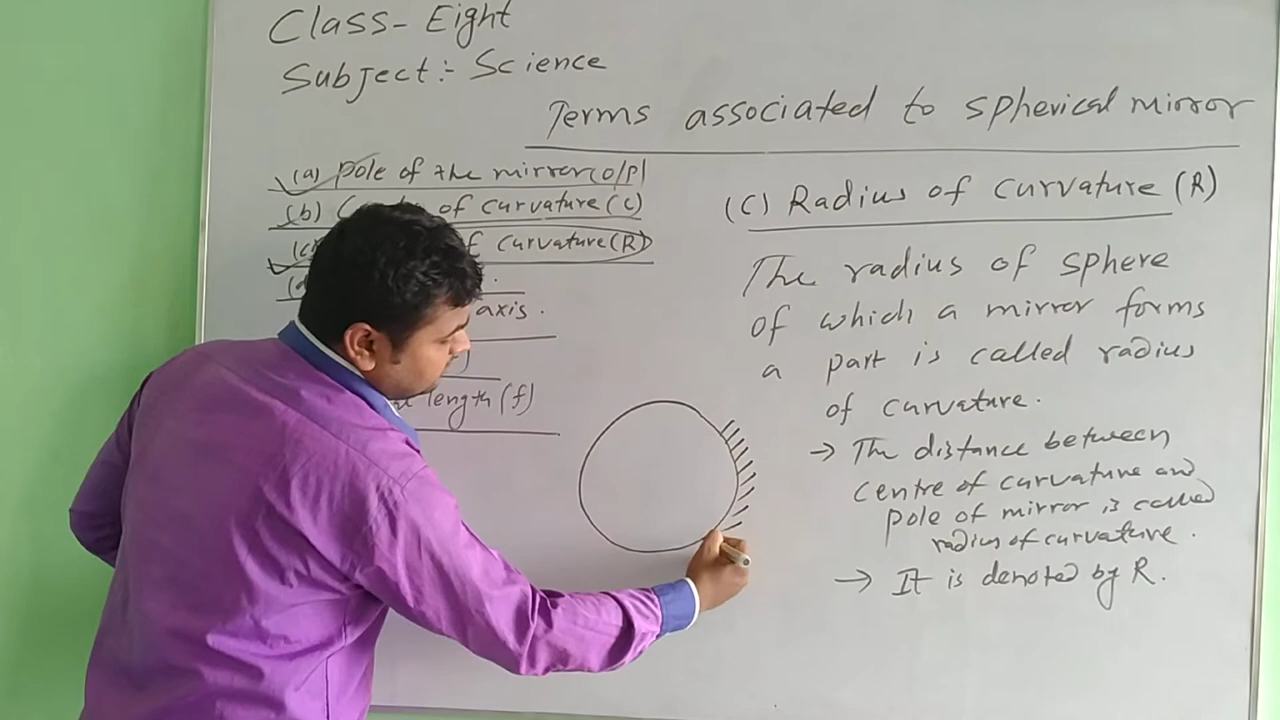 Class- Eight
Subject:- Science
Terms associated to spherical mirror
(a) Pole of the mirror (O/P)
(b) of curvature (C)
(c) of curvature (R)
(d)
axis.
length (f)
(C) Radius of curvature (R)
The radius of sphere
of which a mirror forms
a part is called radius
of curvature.
→ The distance between
centre of curvature and
pole of mirror is called
radius of curvature.
→ It is denoted by R.